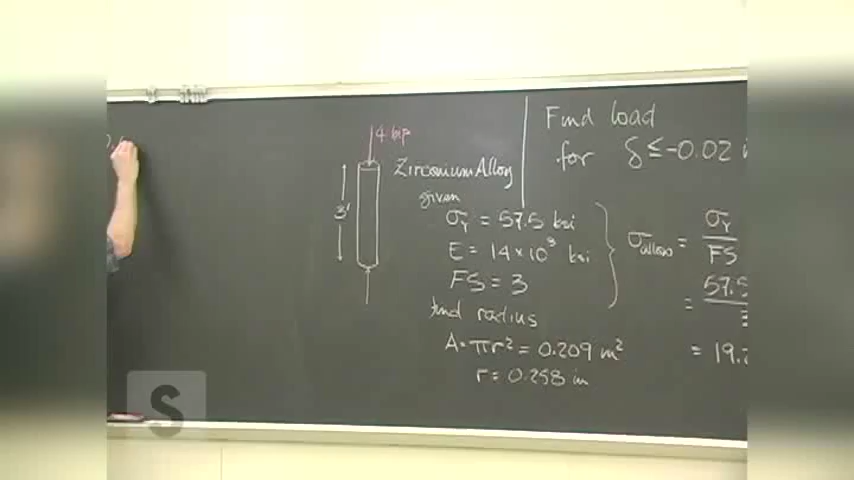 4 kip
3'
Zirconium Alloy
given
σY = 57.5 ksi
E = 14 × 10³ ksi
FS = 3
find radius
A = πr² = 0.209 in²
r = 0.258 in
Find load
for δ ≤ -0.02
σallow = σY / FS
= 57.5 / 3
= 19.2
S